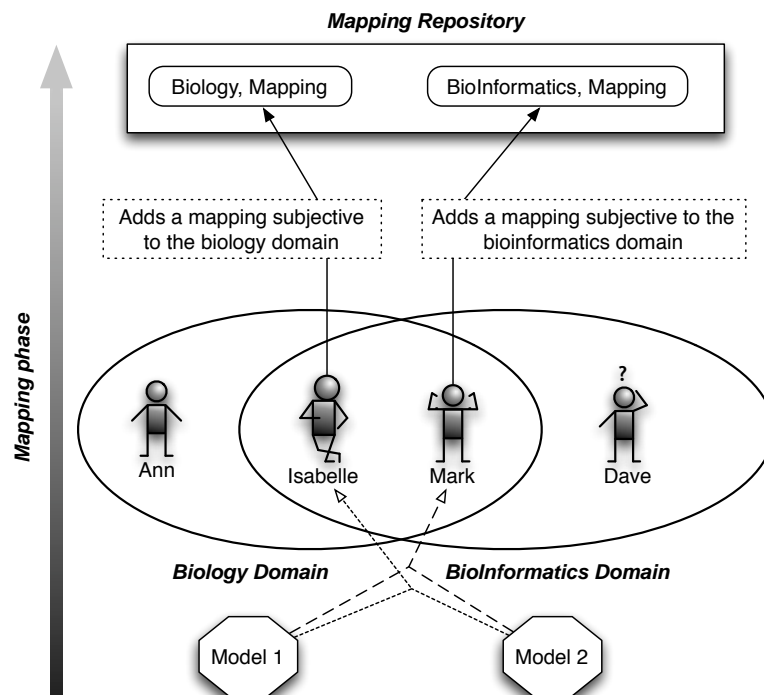 Mapping Repository
Biology, Mapping
BioInformatics, Mapping
Adds a mapping subjective
to the biology domain
Adds a mapping subjective to the
bioinformatics domain
Mapping phase
?
Ann
Isabelle
Mark
Dave
Biology Domain
BioInformatics Domain
Model 1
Model 2